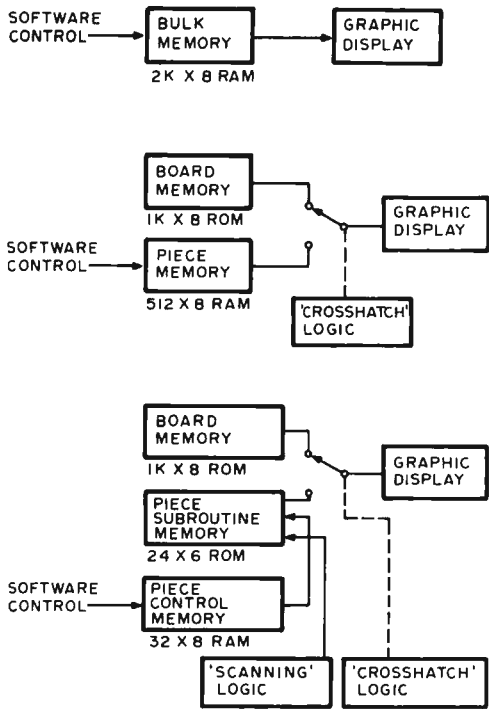 SOFTWARE
CONTROL
BULK
MEMORY
2K X 8 RAM
GRAPHIC
DISPLAY
BOARD
MEMORY
1K X 8 ROM
GRAPHIC
DISPLAY
SOFTWARE
CONTROL
PIECE
MEMORY
512 X 8 RAM
'CROSSHATCH'
LOGIC
BOARD
MEMORY
1K X 8 ROM
GRAPHIC
DISPLAY
PIECE
SUBROUTINE
MEMORY
24 X 6 ROM
SOFTWARE
CONTROL
PIECE
CONTROL
MEMORY
32 X 8 RAM
'SCANNING'
LOGIC
'CROSSHATCH'
LOGIC